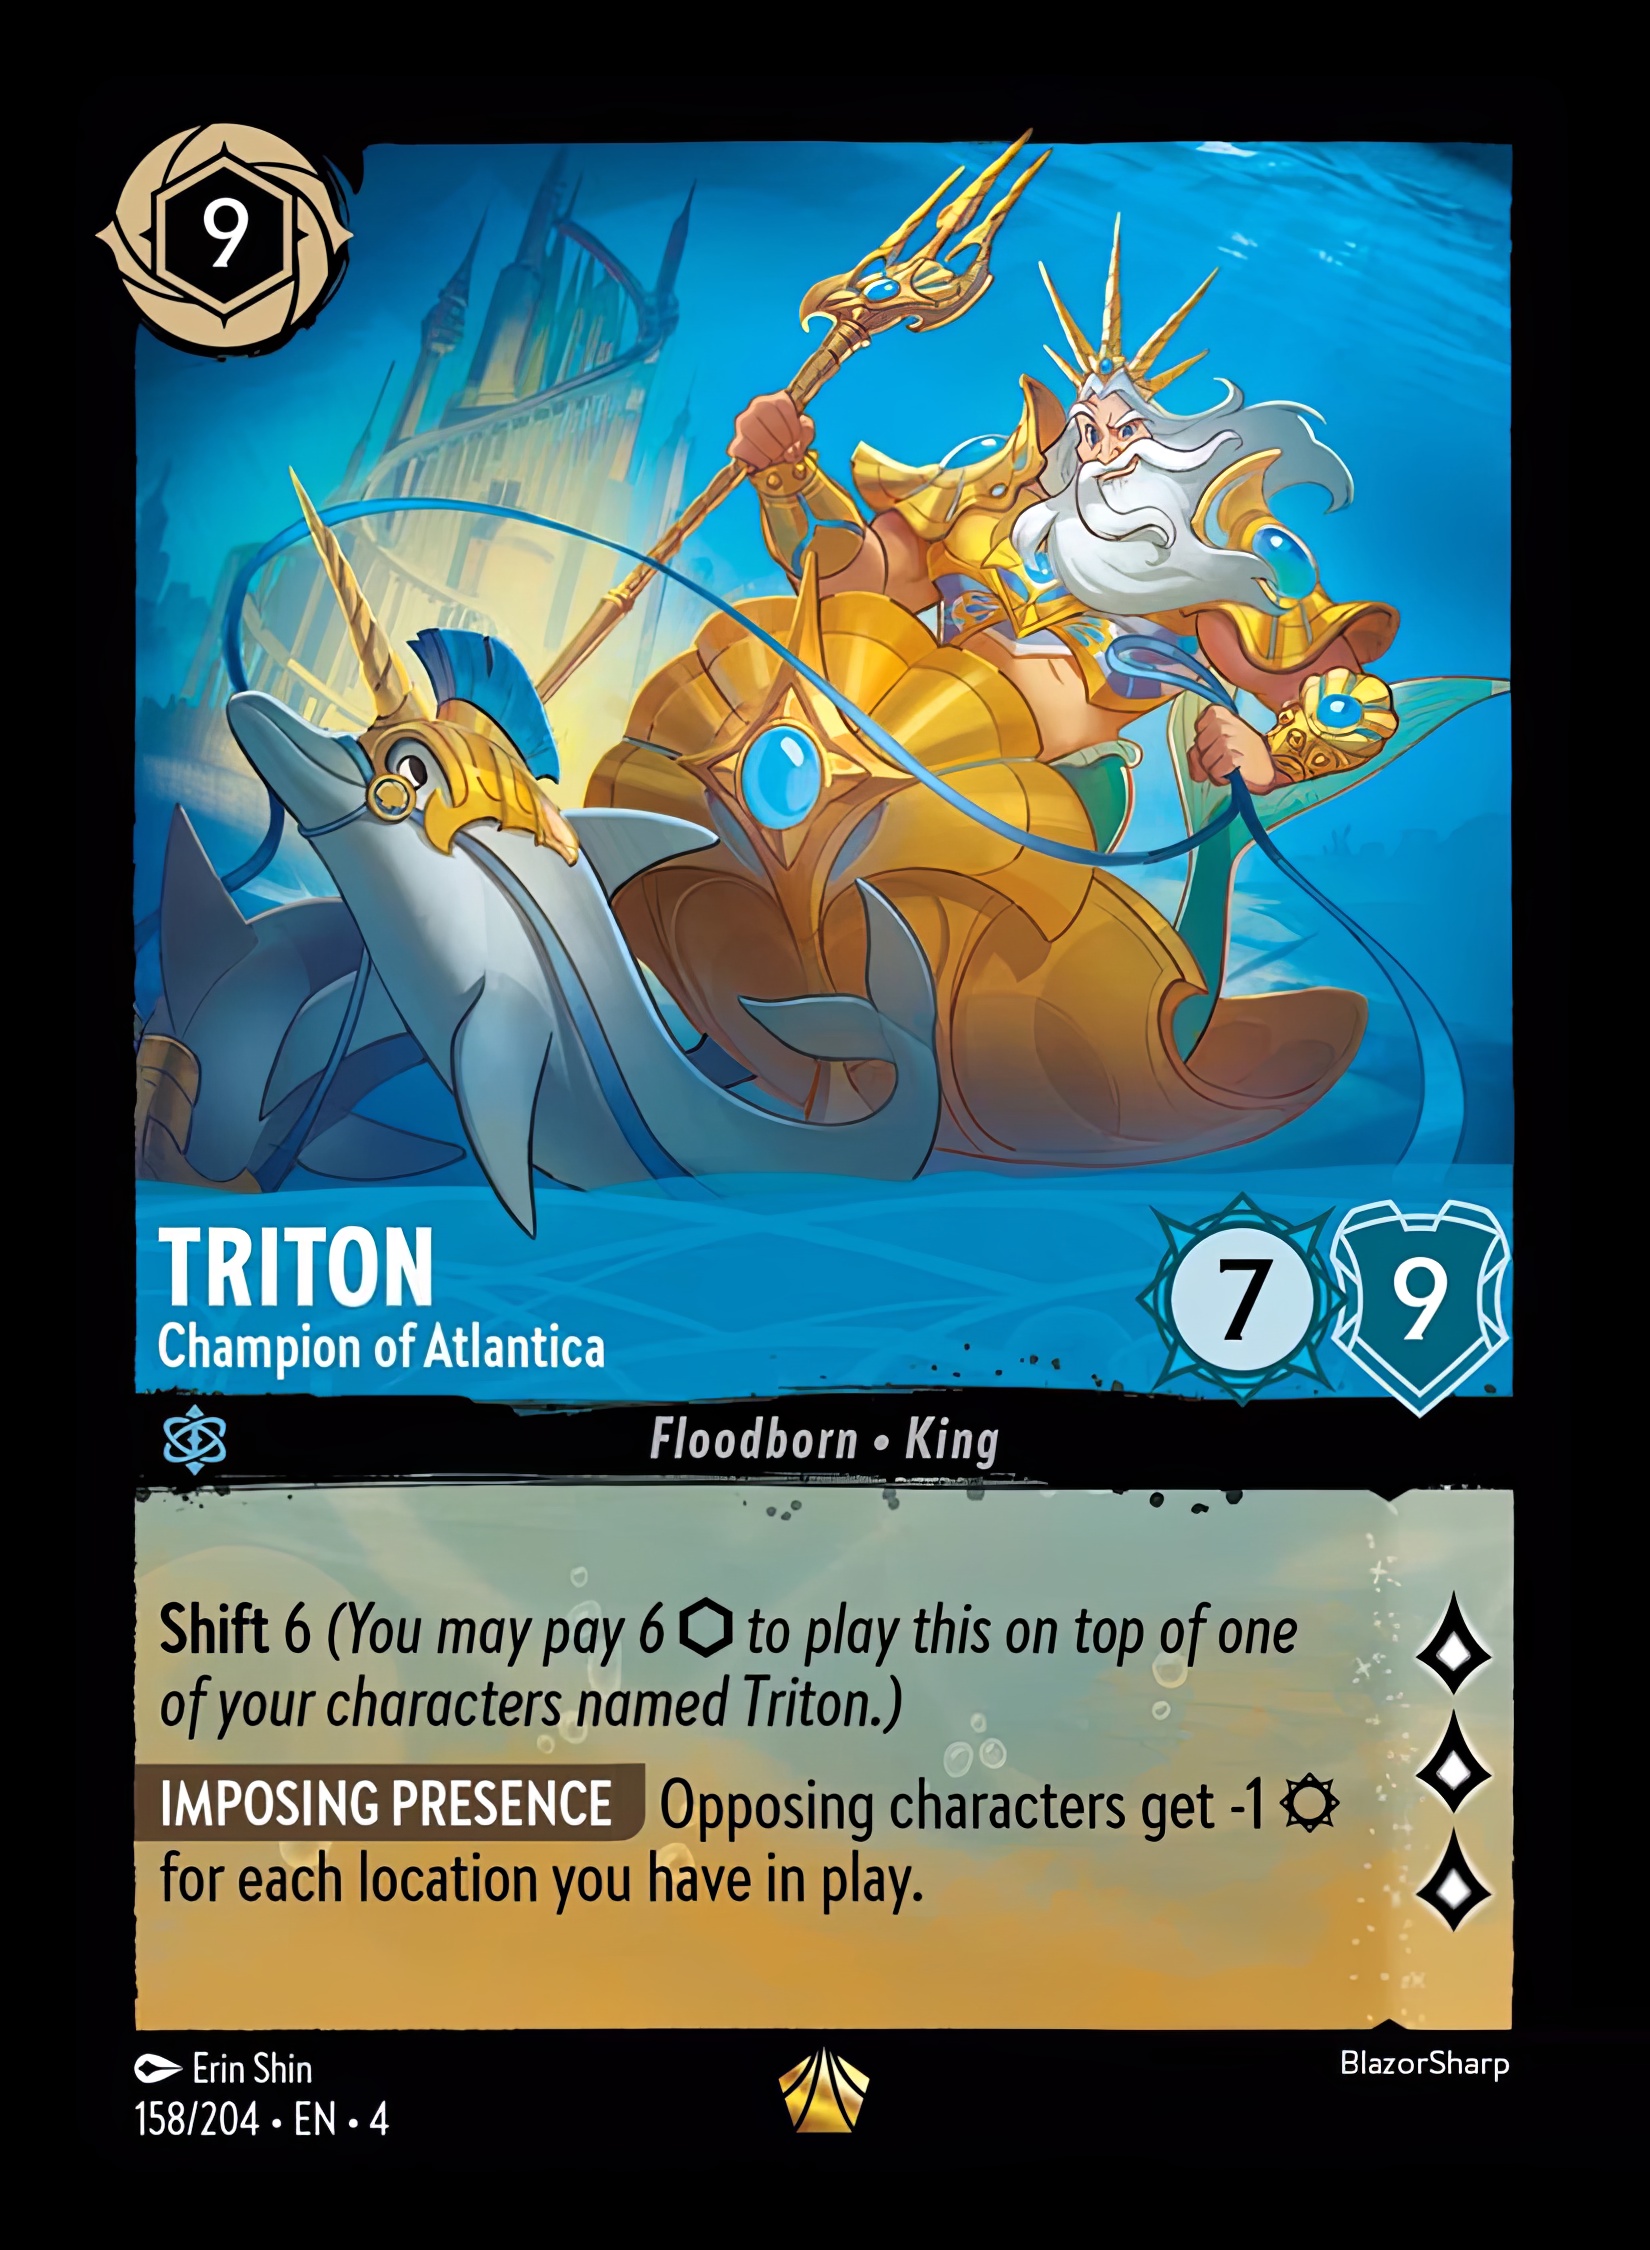 9
TRITON
Champion of Atlantica
7
9
Floodborn • King
Shift 6 (You may pay 6 ⬡ to play this on top of one
of your characters named Triton.)
IMPOSING PRESENCE Opposing characters get -1 ¤
for each location you have in play.
Erin Shin
BlazorSharp
158/204 • EN • 4